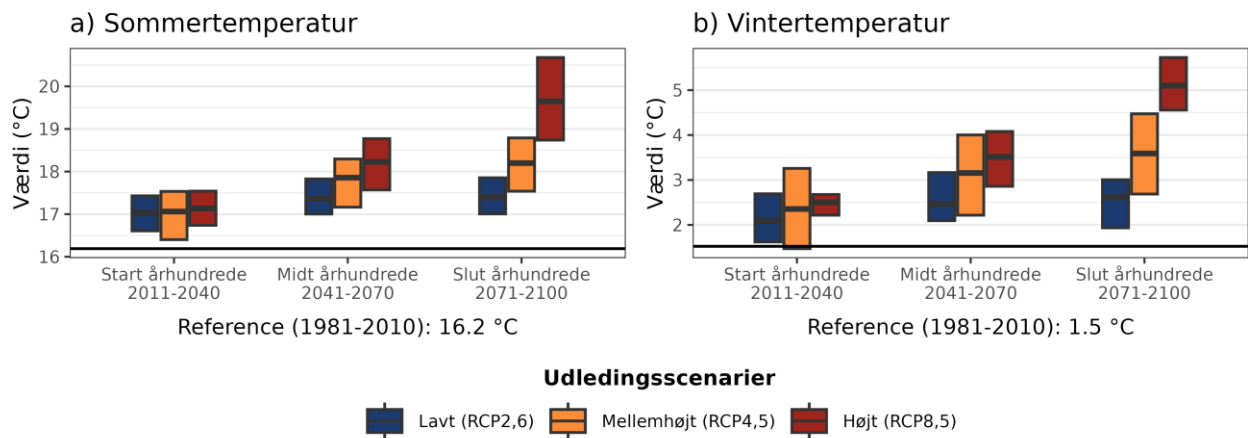 a) Sommertemperatur
Værdi (°C)
20
19
18
17
16
Start århundrede
2011-2040
Midt århundrede
2041-2070
Slut århundrede
2071-2100
Reference (1981-2010): 16.2 °C
b) Vintertemperatur
Værdi (°C)
5
4
3
2
Start århundrede
2011-2040
Midt århundrede
2041-2070
Slut århundrede
2071-2100
Reference (1981-2010): 1.5 °C
Udledingsscenarier
Lavt (RCP2,6)
Mellemhøjt (RCP4,5)
Højt (RCP8,5)